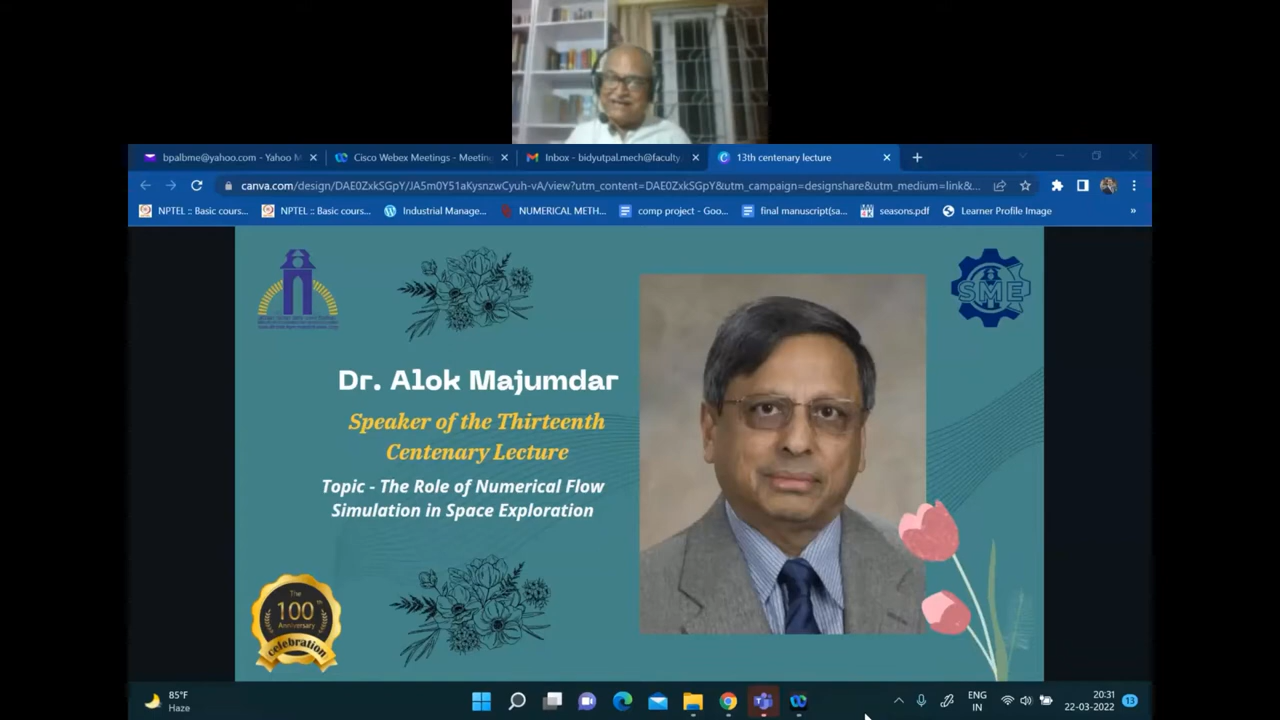 bpalbme@yahoo.com - Yahoo M
Cisco Webex Meetings - Meetin
Inbox - bidyutpal.mech@faculty.
13th centenary lecture
canva.com/design/DAE0ZxkSGpY/JA5m0Y51aKysnzwCyuh-vA/view?utm_content=DAE0ZxkSGpY&utm_campaign=designshare&utm_medium=link&...
NPTEL :: Basic cours...
NPTEL :: Basic cours...
Industrial Manage...
NUMERICAL METH...
comp project - Goo...
final manuscript(sa...
seasons.pdf
Learner Profile Image
»
SME
Dr. Alok Majumdar
Speaker of the Thirteenth
Centenary Lecture
Topic - The Role of Numerical Flow
Simulation in Space Exploration
The
100th
Anniversary
celebration
85°F
Haze
ENG
IN
20:31
22-03-2022
13